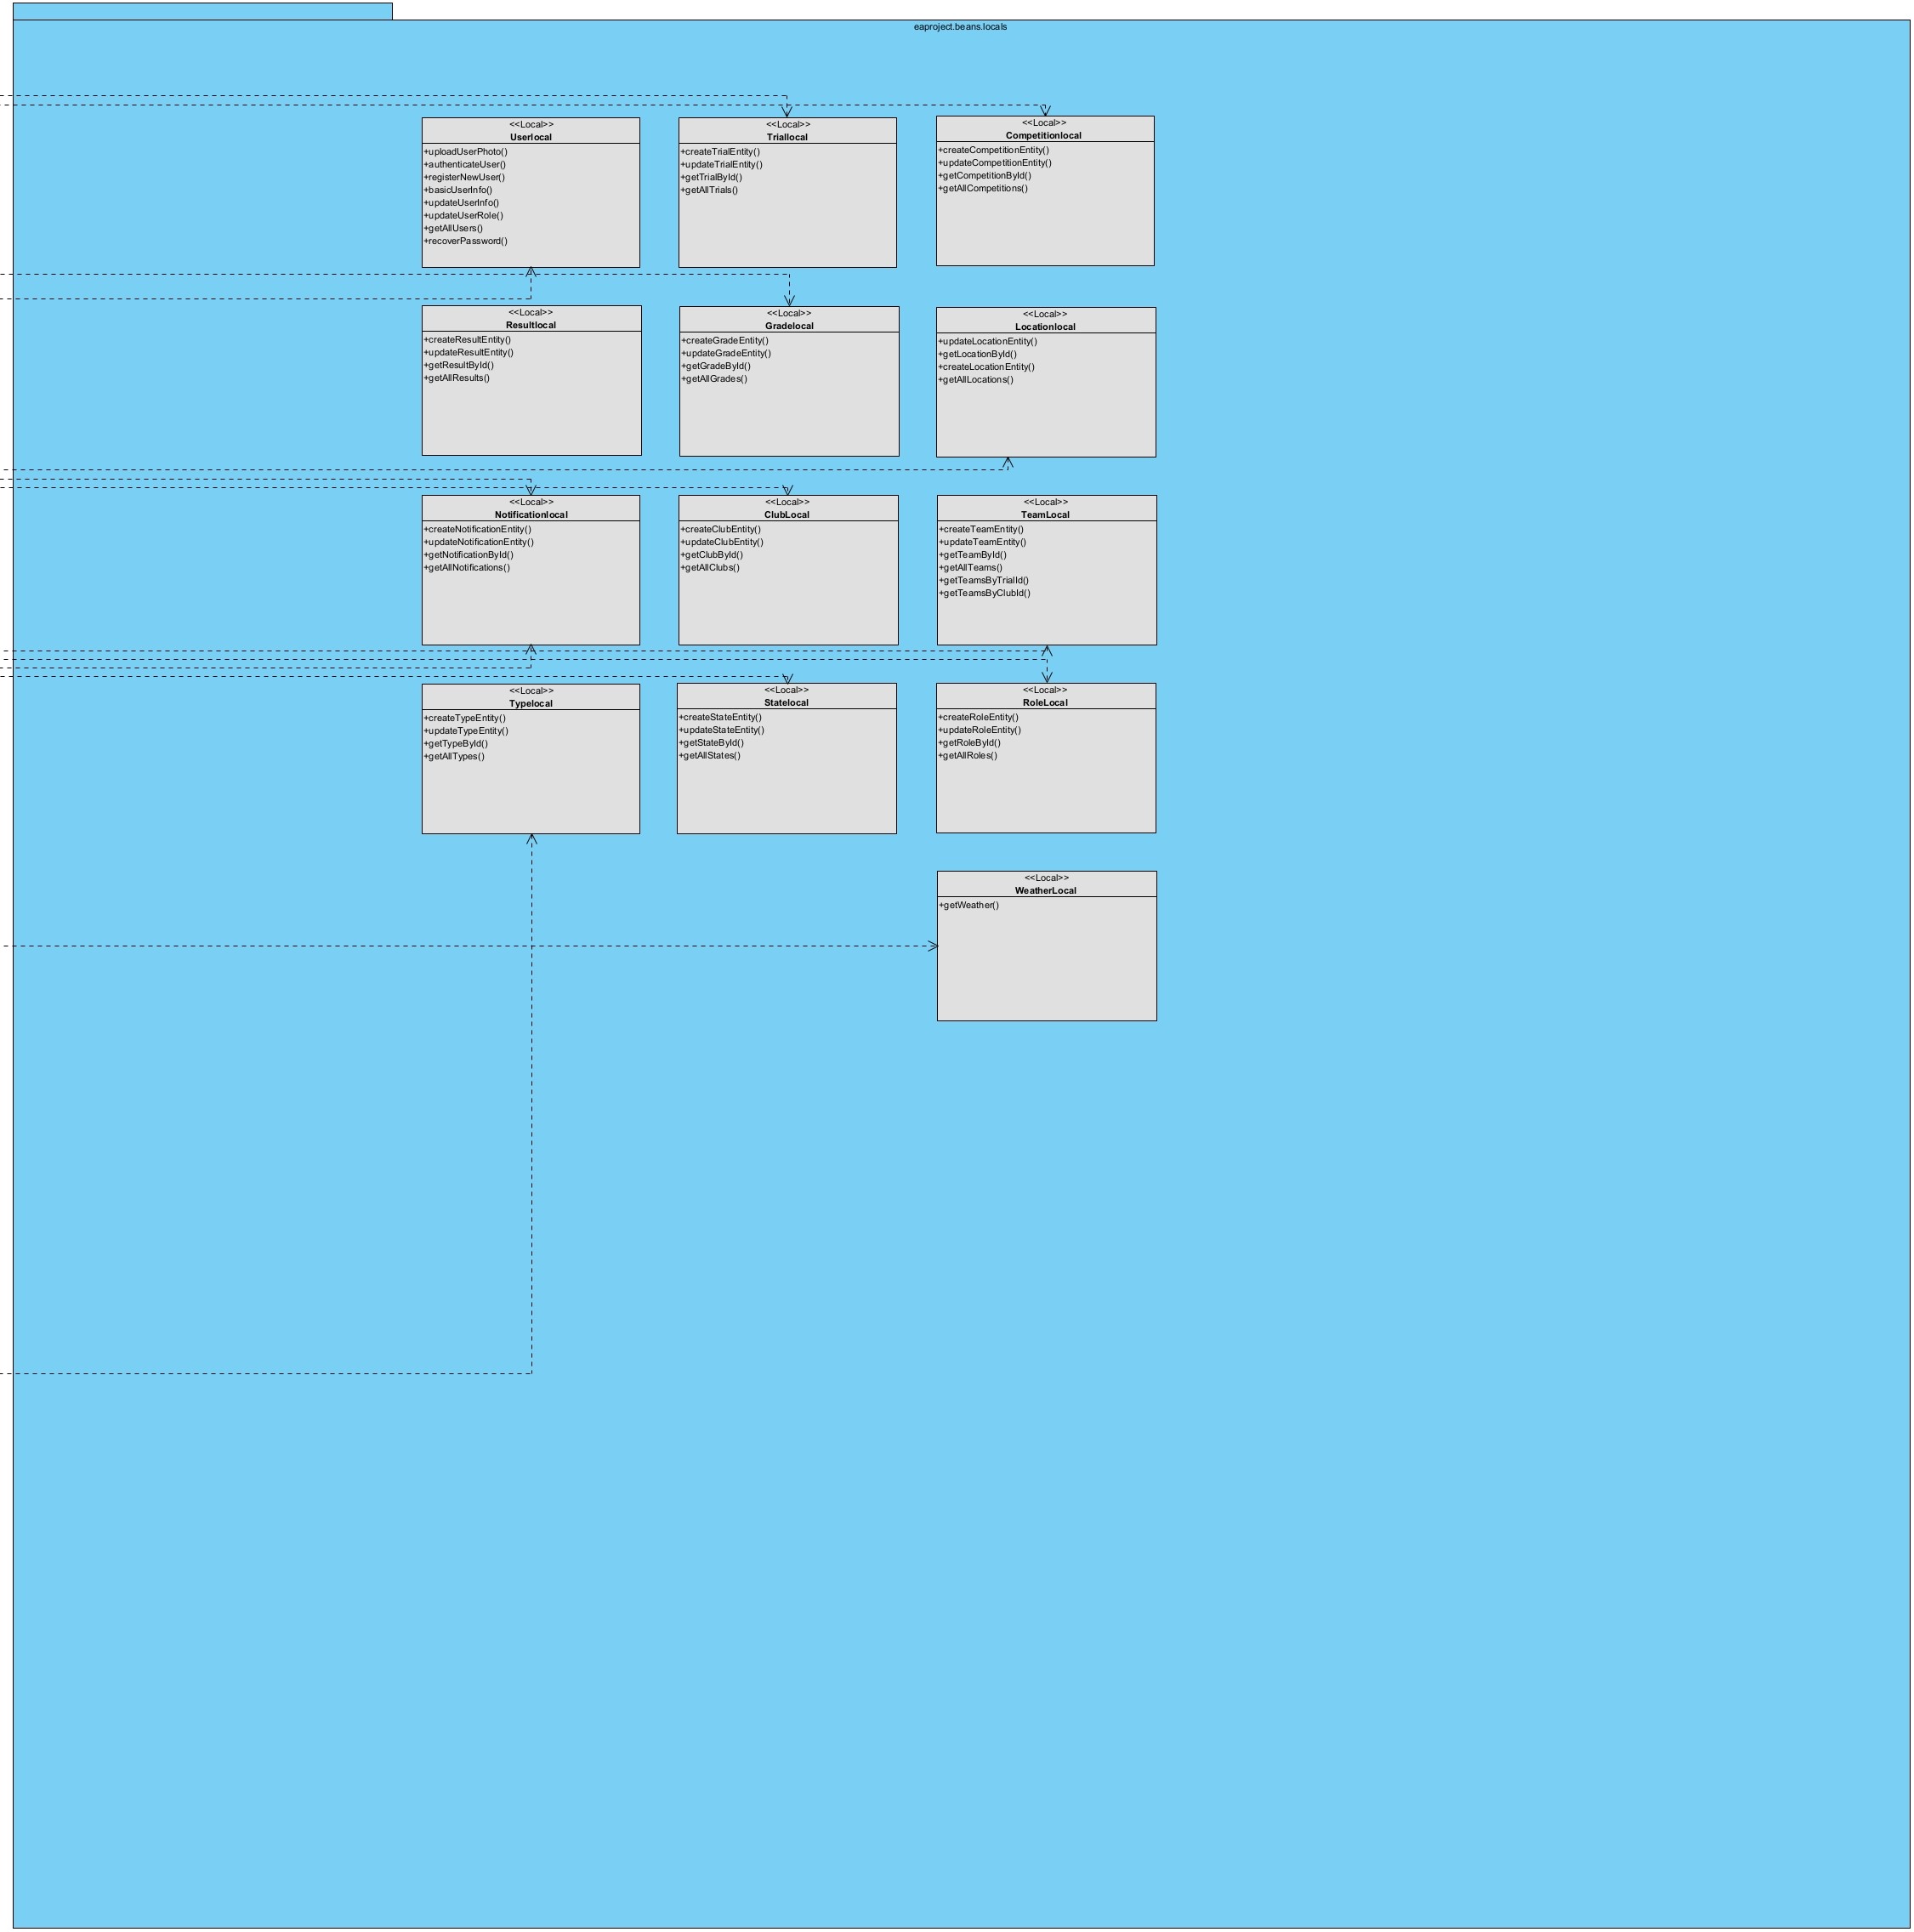 eaproject.beans.locals
<<Local>>
Userlocal
+uploadUserPhoto()
+authenticateUser()
+registerNewUser()
+basicUserInfo()
+updateUserInfo()
+updateUserRole()
+getAllUsers()
+recoverPassword()
<<Local>>
Triallocal
+createTrialEntity()
+updateTrialEntity()
+getTrialById()
+getAllTrials()
<<Local>>
Competitionlocal
+createCompetitionEntity()
+updateCompetitionEntity()
+getCompetitionById()
+getAllCompetitions()
<<Local>>
Resultlocal
+createResultEntity()
+updateResultEntity()
+getResultById()
+getAllResults()
<<Local>>
Gradelocal
+createGradeEntity()
+updateGradeEntity()
+getGradeById()
+getAllGrades()
<<Local>>
Locationlocal
+updateLocationEntity()
+getLocationById()
+createLocationEntity()
+getAllLocations()
<<Local>>
Notificationlocal
+createNotificationEntity()
+updateNotificationEntity()
+getNotificationById()
+getAllNotifications()
<<Local>>
ClubLocal
+createClubEntity()
+updateClubEntity()
+getClubById()
+getAllClubs()
<<Local>>
TeamLocal
+createTeamEntity()
+updateTeamEntity()
+getTeamById()
+getAllTeams()
+getTeamsByTrialId()
+getTeamsByClubId()
<<Local>>
Typelocal
+createTypeEntity()
+updateTypeEntity()
+getTypeById()
+getAllTypes()
<<Local>>
Statelocal
+createStateEntity()
+updateStateEntity()
+getStateById()
+getAllStates()
<<Local>>
RoleLocal
+createRoleEntity()
+updateRoleEntity()
+getRoleById()
+getAllRoles()
<<Local>>
WeatherLocal
+getWeather()